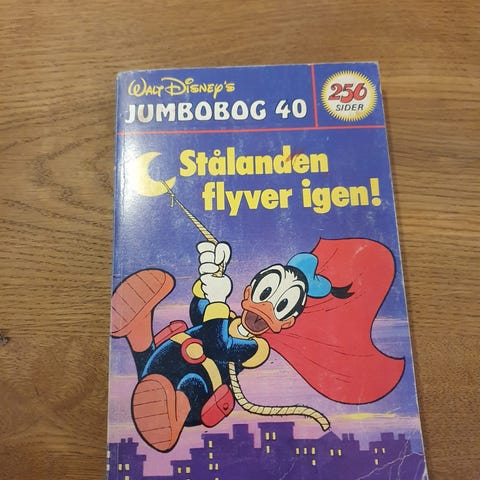 WALT DISNEY'S
JUMBOBOG 40
256
SIDER
Stålanden
flyver igen!